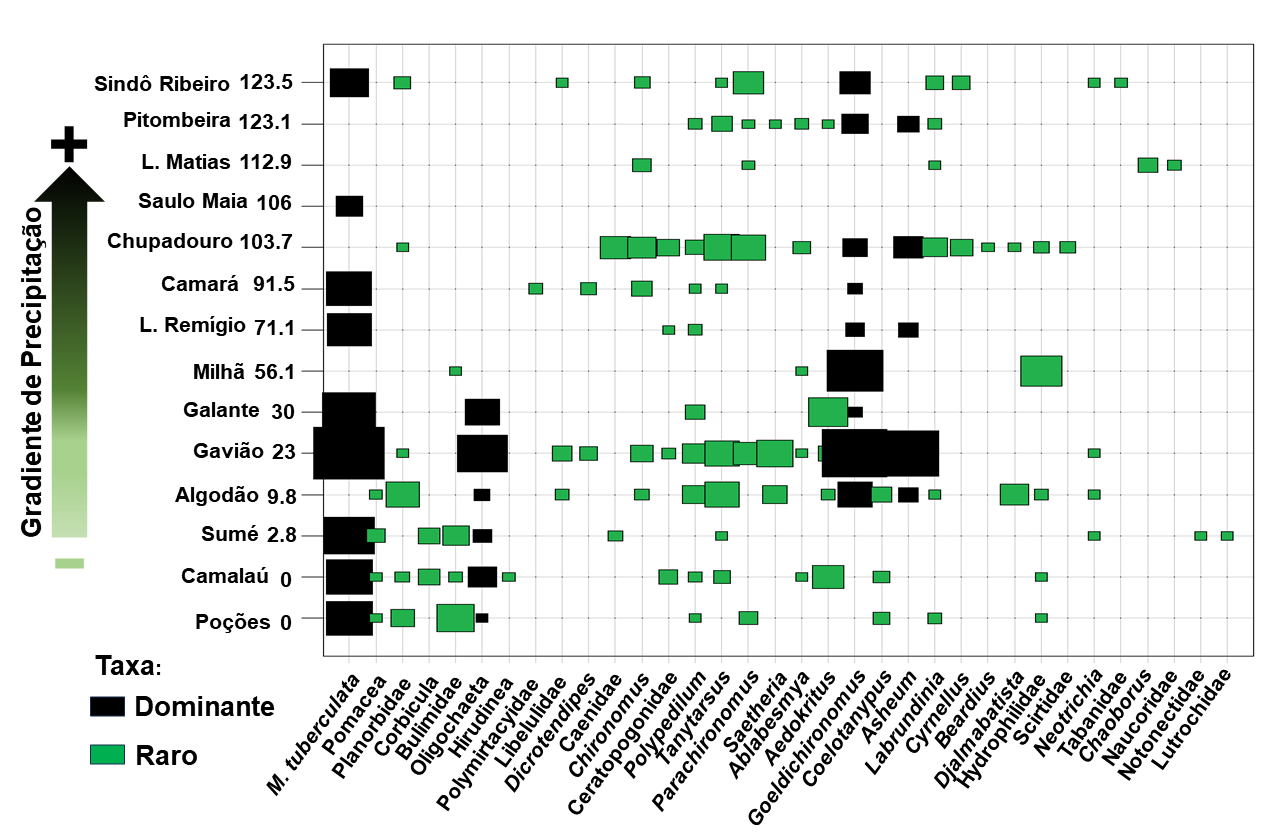 Sindô Ribeiro 123.5
Pitombeira 123.1
L. Matias 112.9
Saulo Maia 106
Chupadouro 103.7
Camará 91.5
L. Remígio 71.1
Milhã 56.1
Galante 30
Gavião 23
Algodão 9.8
Sumé 2.8
Camalaú 0
Poções 0
+
Gradiente de Precipitação
−
Taxa:
Dominante
Raro
M. tuberculata
Pomacea
Planorbidae
Corbicula
Bulimidae
Oligochaeta
Hirudinea
Polymirtacyidae
Libelulidae
Dicrotendipes
Caenidae
Chironomus
Ceratopogonidae
Polypedilum
Tanytarsus
Parachironomus
Saetheria
Ablabesmya
Aedokritus
Goeldichironomus
Coelotanypus
Asheum
Labrundinia
Cyrnellus
Beardius
Djalmabatista
Hydrophilidae
Scirtidae
Neotrichia
Tabanidae
Chaoborus
Naucoridae
Notonectidae
Lutrochidae